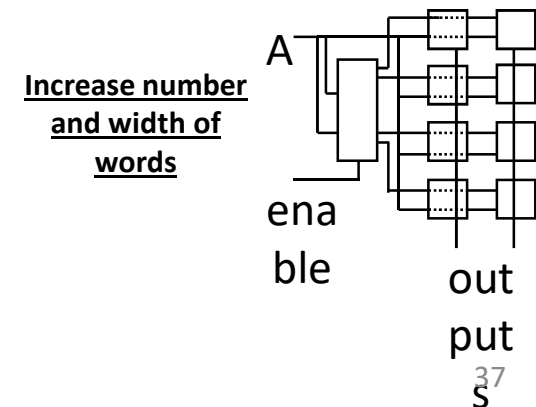 Increase number
and width of
words
A
ena
ble
out
put
s
37